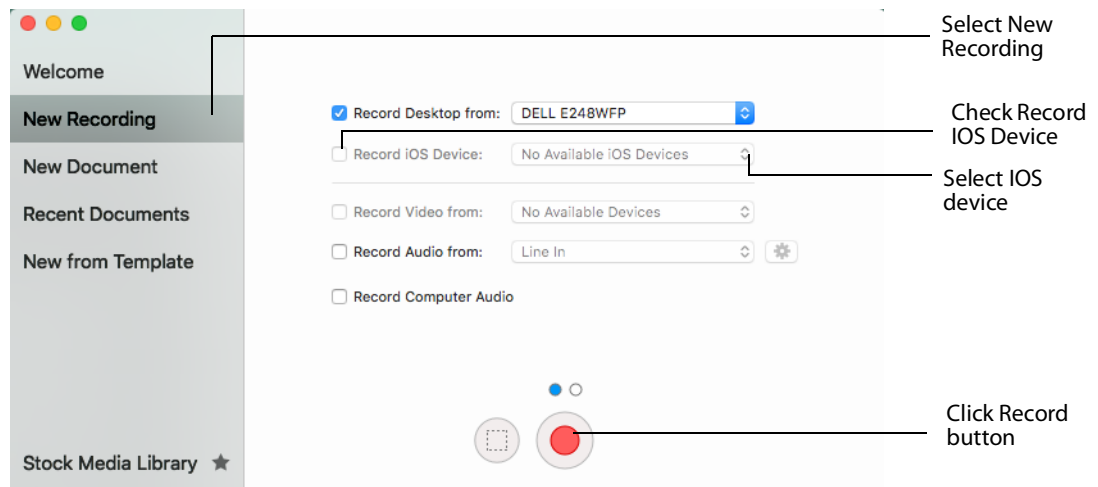 Select New
Recording
Welcome
New Recording
Record Desktop from: DELL E248WFP
Check Record
IOS Device
Record iOS Device: No Available iOS Devices
New Document
Select IOS
device
Recent Documents
Record Video from: No Available Devices
New from Template
Record Audio from: Line In
Record Computer Audio
Click Record
button
Stock Media Library